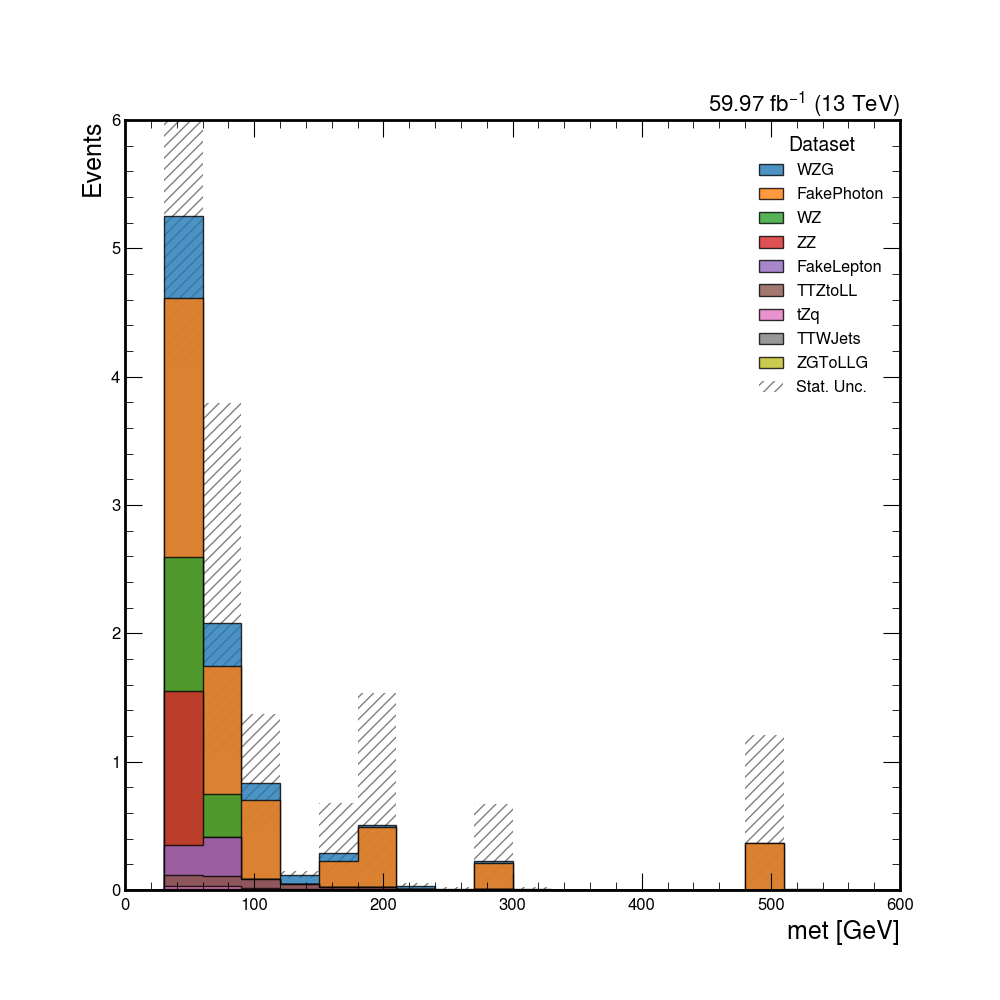 59.97 fb⁻¹ (13 TeV)
Events
6
5
4
3
2
1
0
Dataset
WZG
FakePhoton
WZ
ZZ
FakeLepton
TTZtoLL
tZq
TTWJets
ZGToLLG
Stat. Unc.
0 100 200 300 400 500 600
met [GeV]